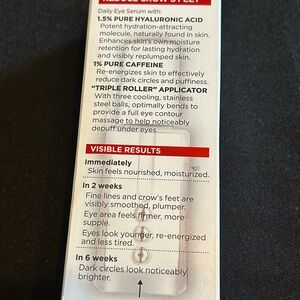 REDUCE CROW'S FEET
Daily Eye Serum with:
1.5% PURE HYALURONIC ACID
Potent hydration-attracting
molecule, naturally found in skin.
Enhances skin's own moisture
retention for lasting hydration
and visibly replumped skin.
1% PURE CAFFEINE
Re-energizes skin to effectively
reduce dark circles and puffiness.
"TRIPLE ROLLER" APPLICATOR
With three cooling, stainless
steel balls, optimally bends to
provide a full eye contour
massage to help noticeably
depuff under eyes
VISIBLE RESULTS
Immediately
Skin feels nourished, moisturized.
In 2 weeks
Fine lines and crow's feet are
visibly smoothed, plumper.
Eye area feels firmer, more
supple.
Eyes look younger, re-energized
and less tired.
In 6 weeks
Dark circles look noticeably
brighter.